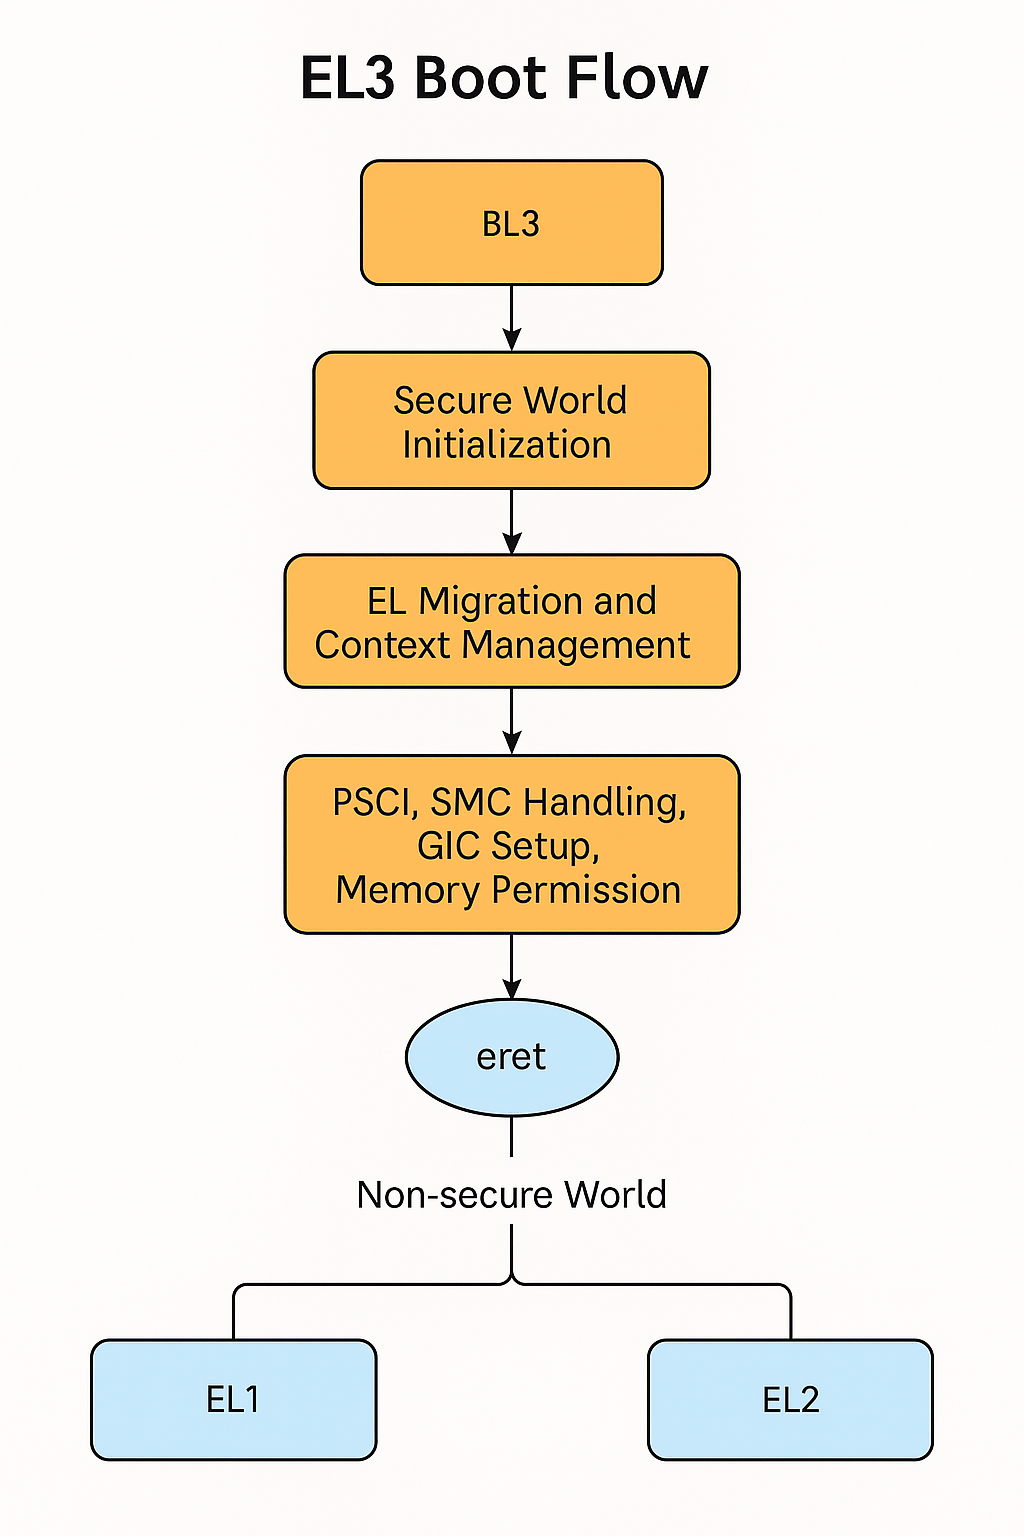 EL3 Boot Flow
BL3
Secure World
Initialization
EL Migration and
Context Management
PSCI, SMC Handling,
GIC Setup,
Memory Permission
eret
Non-secure World
EL1
EL2